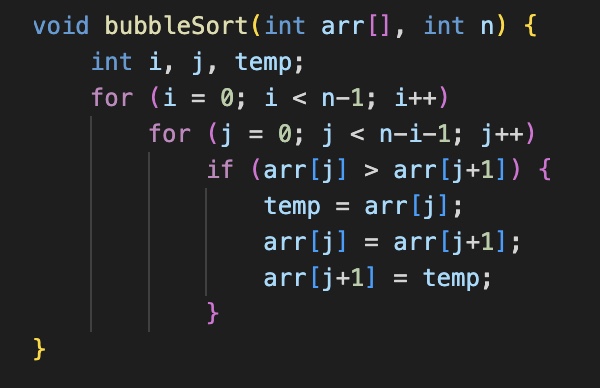 void bubbleSort(int arr[], int n) {
    int i, j, temp;
    for (i = 0; i < n-1; i++)
        for (j = 0; j < n-i-1; j++)
            if (arr[j] > arr[j+1]) {
                temp = arr[j];
                arr[j] = arr[j+1];
                arr[j+1] = temp;
            }
}